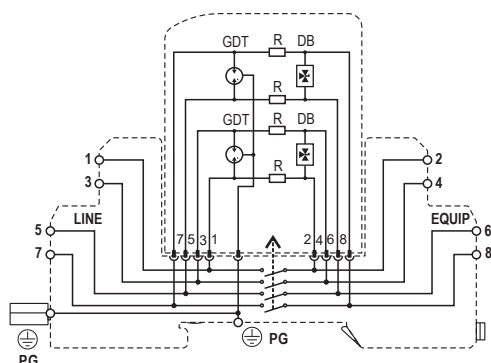 GDT R DB
R
GDT R DB
R
1 2
3 4
LINE 7 5 3 1 2 4 6 8 EQUIP
5 6
7 8
PG
PG